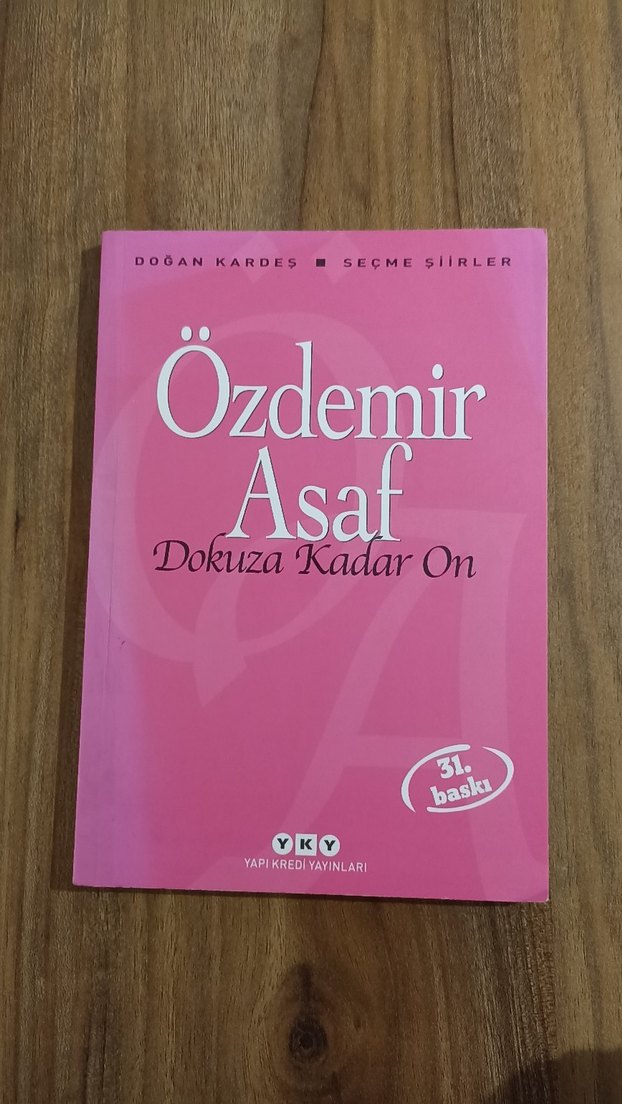 DOĞAN KARDEŞ ■ SEÇME ŞİİRLER
Özdemir
Asaf
Dokuza Kadar On
31.
baskı
YKY
YAPI KREDİ YAYINLARI